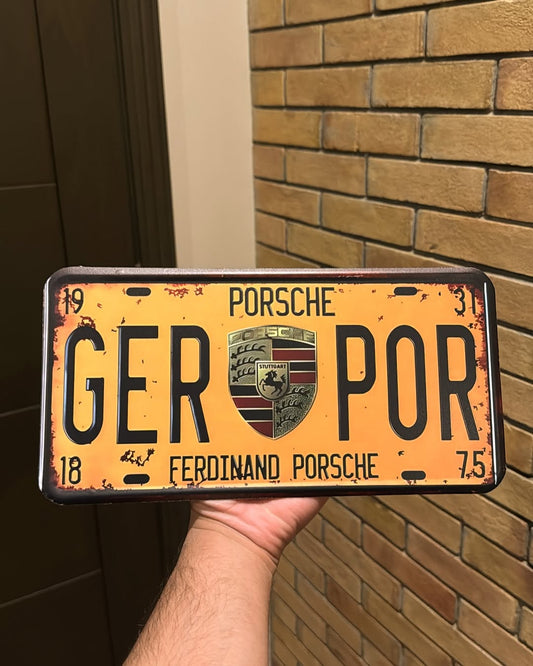 19 PORSCHE 31
GER PORSCHE STUTTGART POR
18 FERDINAND PORSCHE 75